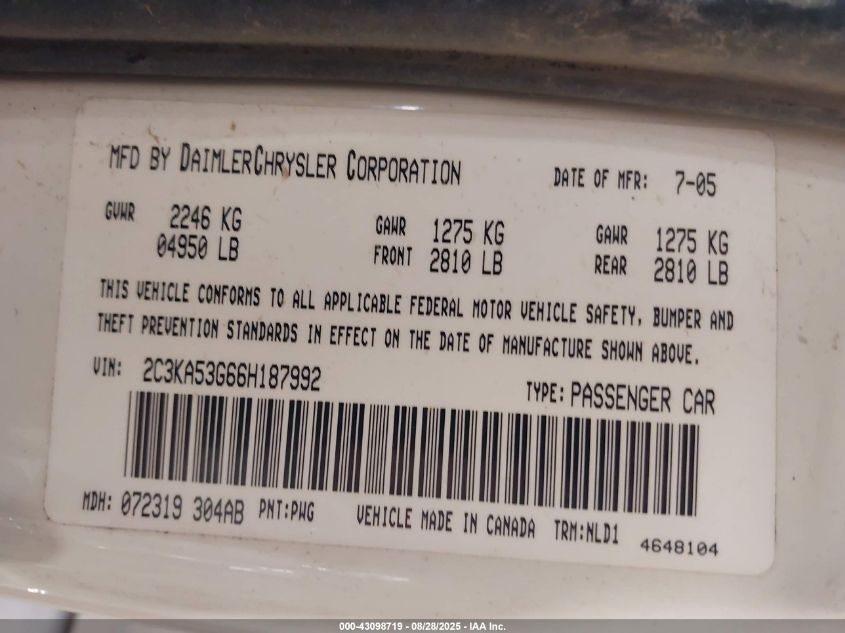 MFD BY DAIMLERCHRYSLER CORPORATION DATE OF MFR: 7-05
GVWR 2246 KG GAWR 1275 KG GAWR 1275 KG
04950 LB FRONT 2810 LB REAR 2810 LB
THIS VEHICLE CONFORMS TO ALL APPLICABLE FEDERAL MOTOR VEHICLE SAFETY, BUMPER AND
THEFT PREVENTION STANDARDS IN EFFECT ON THE DATE OF MANUFACTURE SHOWN ABOVE.
VIN: 2C3KA53G66H187992 TYPE: PASSENGER CAR
MDH: 072319 304AB PNT:PWG VEHICLE MADE IN CANADA TRM:NLD1
4648104
000-43098719 - 08/28/2025 - IAA Inc.